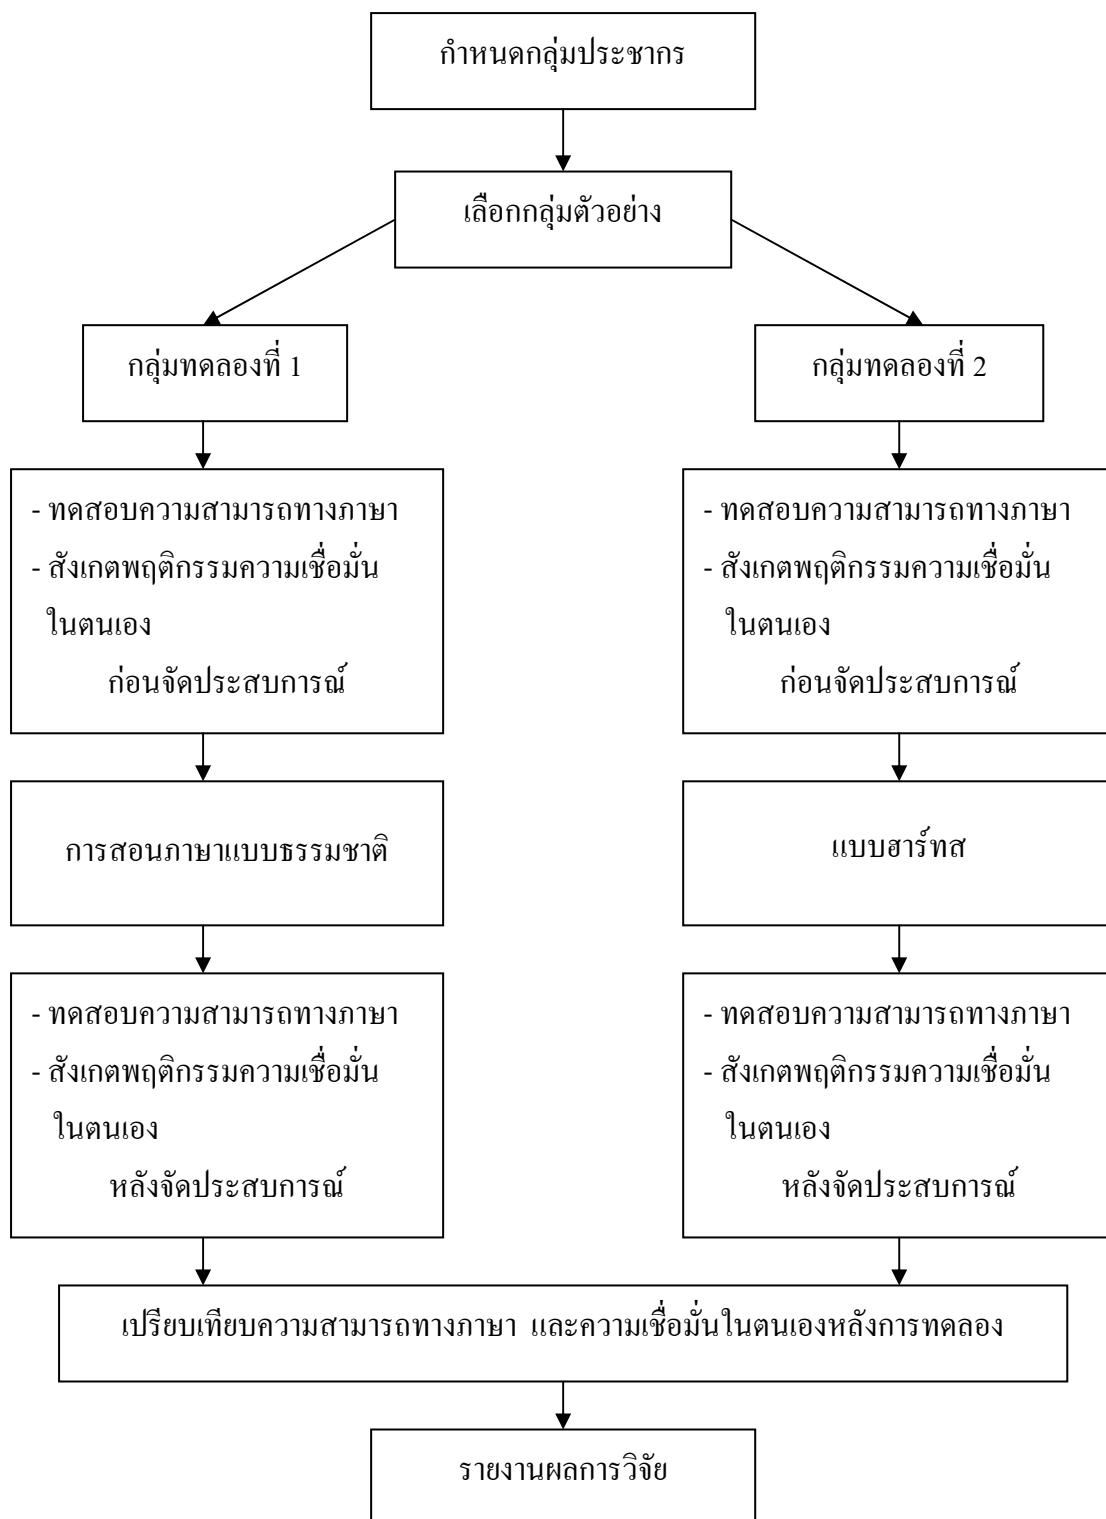 กำหนดกลุ่มประชากร
เลือกกลุ่มตัวอย่าง
กลุ่มทดลองที่ 1
กลุ่มทดลองที่ 2
- ทดสอบความสามารถทางภาษา
- สังเกตพฤติกรรมความเชื่อมั่น
ในตนเอง
ก่อนจัดประสบการณ์
- ทดสอบความสามารถทางภาษา
- สังเกตพฤติกรรมความเชื่อมั่น
ในตนเอง
ก่อนจัดประสบการณ์
การสอนภาษาแบบธรรมชาติ
แบบฮาร์ทส
- ทดสอบความสามารถทางภาษา
- สังเกตพฤติกรรมความเชื่อมั่น
ในตนเอง
หลังจัดประสบการณ์
- ทดสอบความสามารถทางภาษา
- สังเกตพฤติกรรมความเชื่อมั่น
ในตนเอง
หลังจัดประสบการณ์
เปรียบเทียบความสามารถทางภาษา และความเชื่อมั่นในตนเองหลังการทดลอง
รายงานผลการวิจัย